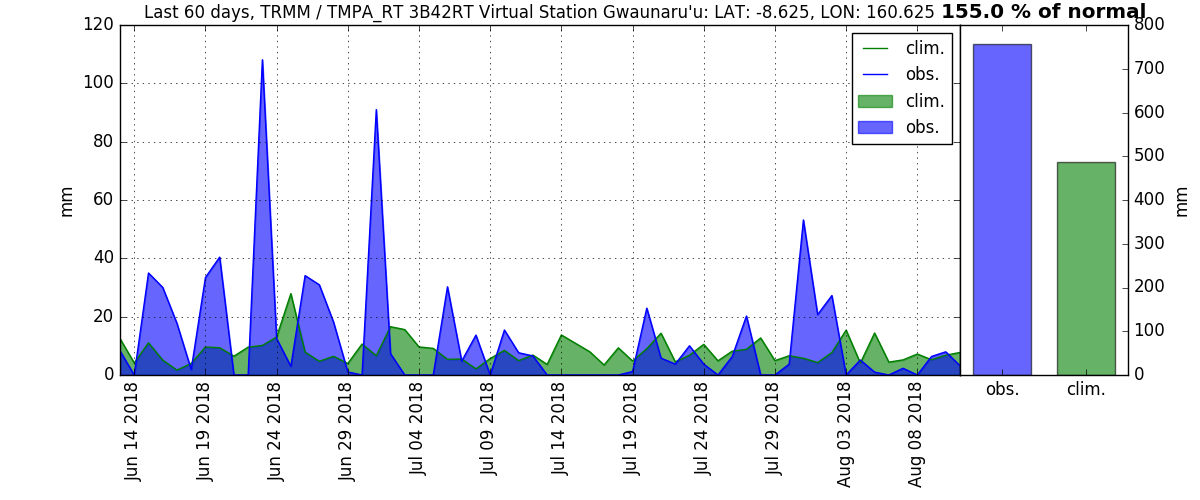 Last 60 days, TRMM / TMPA_RT 3B42RT Virtual Station Gwaunaru'u: LAT: -8.625, LON: 160.625 155.0 % of normal
120
100
80
60
40
20
0
mm
clim.
obs.
clim.
obs.
800
700
600
500
400
300
200
100
0
mm
obs.
clim.
Jun 14 2018
Jun 19 2018
Jun 24 2018
Jun 29 2018
Jul 04 2018
Jul 09 2018
Jul 14 2018
Jul 19 2018
Jul 24 2018
Jul 29 2018
Aug 03 2018
Aug 08 2018